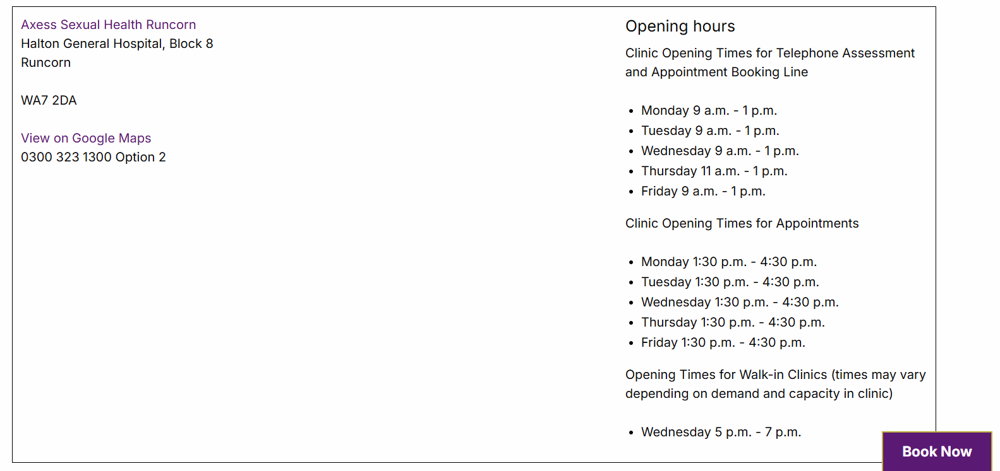 Axess Sexual Health Runcorn
Halton General Hospital, Block 8
Runcorn
WA7 2DA
View on Google Maps
0300 323 1300 Option 2
Opening hours
Clinic Opening Times for Telephone Assessment
and Appointment Booking Line
• Monday 9 a.m. - 1 p.m.
• Tuesday 9 a.m. - 1 p.m.
• Wednesday 9 a.m. - 1 p.m.
• Thursday 11 a.m. - 1 p.m.
• Friday 9 a.m. - 1 p.m.
Clinic Opening Times for Appointments
• Monday 1:30 p.m. - 4:30 p.m.
• Tuesday 1:30 p.m. - 4:30 p.m.
• Wednesday 1:30 p.m. - 4:30 p.m.
• Thursday 1:30 p.m. - 4:30 p.m.
• Friday 1:30 p.m. - 4:30 p.m.
Opening Times for Walk-in Clinics (times may vary
depending on demand and capacity in clinic)
• Wednesday 5 p.m. - 7 p.m.
Book Now